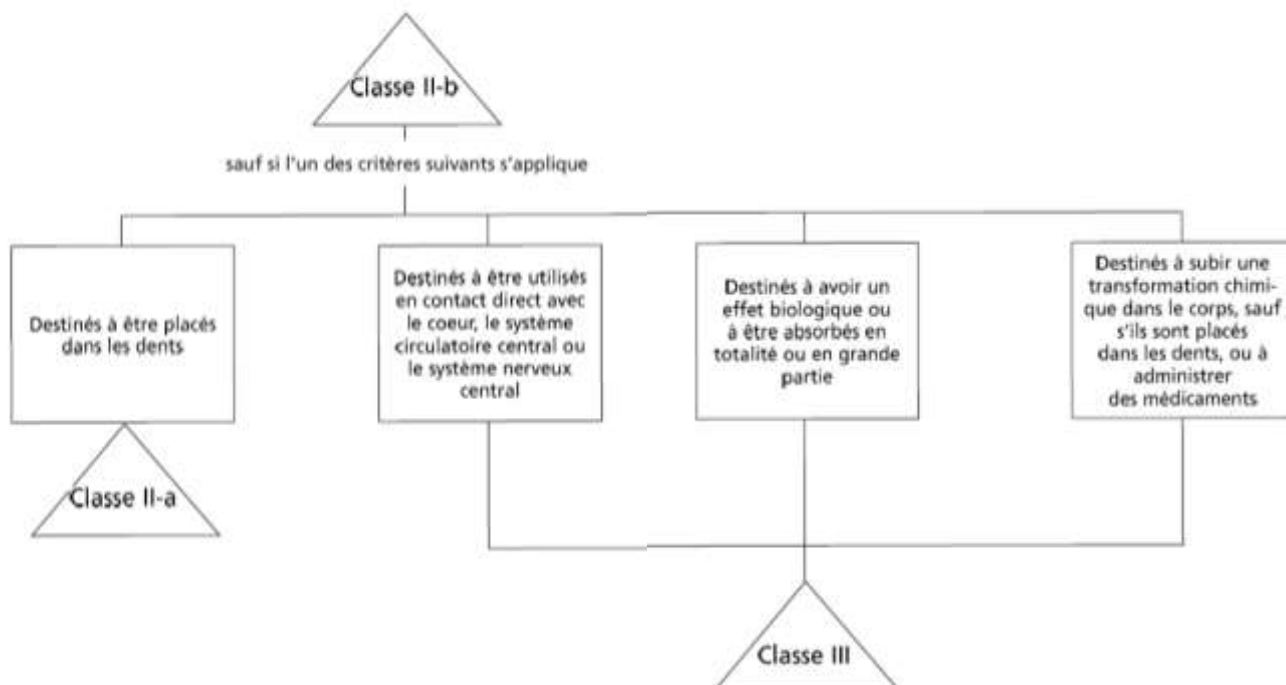 Classe II-b
sauf si l'un des critères suivants s'applique
Destinés à être placés
dans les dents
Classe II-a
Destinés à être utilisés
en contact direct avec
le coeur, le système
circulatoire central ou
le système nerveux
central
Destinés à avoir un
effet biologique ou
à être absorbés en
totalité ou en grande
partie
Destinés à subir une
transformation chimi-
que dans le corps, sauf
s'ils sont placés
dans les dents, ou à
administrer
des médicaments
Classe III